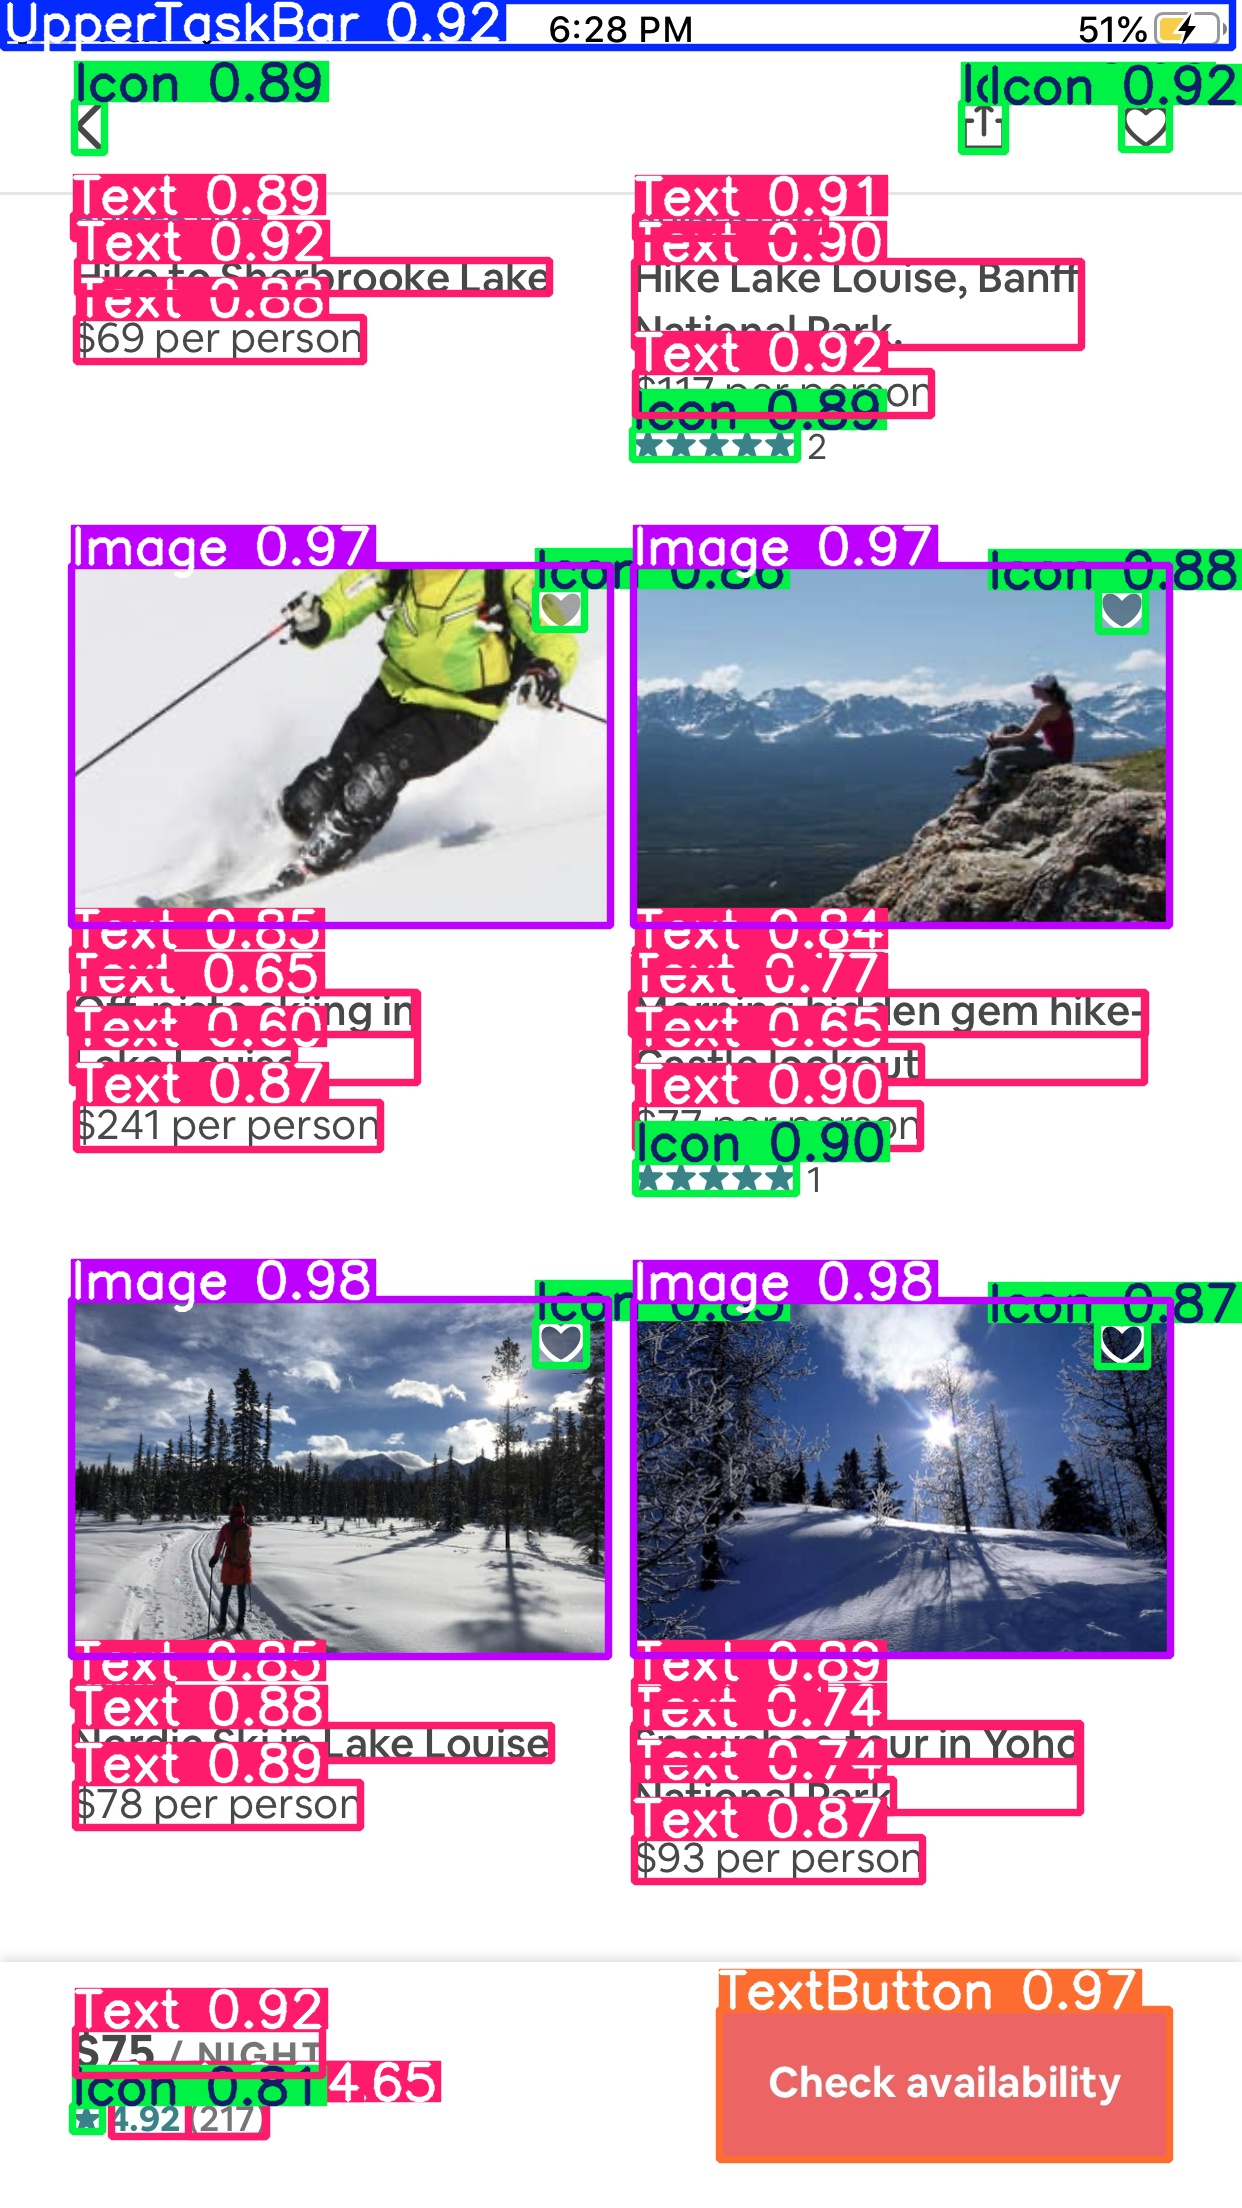 UpperTaskBar 0.92 6:28 PM 51%
Icon 0.89
Icon 0.92
Text 0.89
Text 0.91
Text 0.92
Text 0.90
Hike to Sherbrooke Lake
Hike Lake Louise, Banff
Text 0.88
National Park.
$69 per person
Text 0.92
$117 per person
Icon 0.89
2
Image 0.97
Image 0.97
Icon 0.86
Icon 0.88
Text 0.85
Text 0.84
Text 0.65
Text 0.77
Off-piste skiing in
Morning hidden gem hike-
Text 0.60
Text 0.65
Lake Louise
Castle lookout
Text 0.87
Text 0.90
$241 per person
$77 per person
Icon 0.90
1
Image 0.98
Image 0.98
Icon 0.85
Icon 0.87
Text 0.85
Text 0.89
Text 0.88
Text 0.74
Nordic Ski in Lake Louise
Snowshoe tour in Yoho
Text 0.89
Text 0.74
National Park
$78 per person
Text 0.87
$93 per person
Text 0.92
TextButton 0.97
$75 / NIGHT
Icon 0.81
4.92 (217)
Check availability